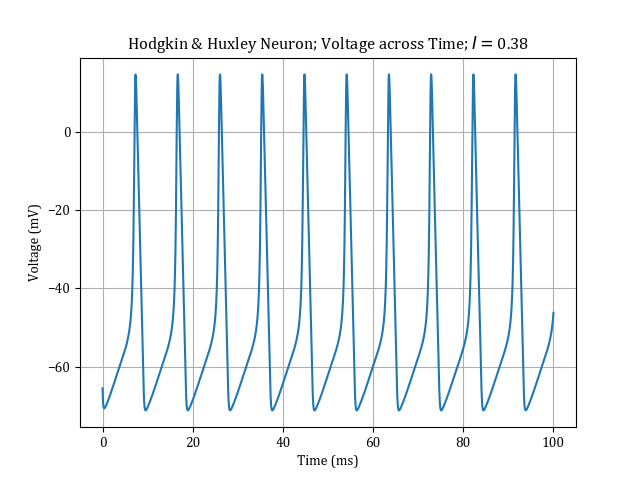 Hodgkin & Huxley Neuron; Voltage across Time; I = 0.38
Voltage (mV)
0
−20
−40
−60
0 20 40 60 80 100
Time (ms)